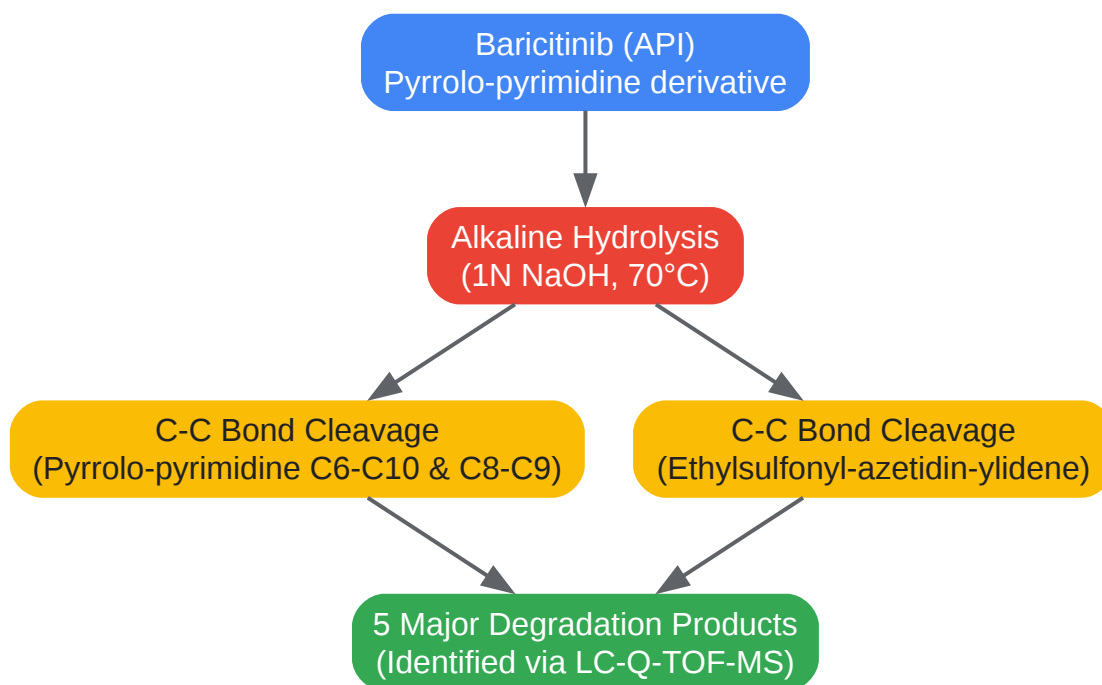 Baricitinib (API)
Pyrrolo-pyrimidine derivative
Alkaline Hydrolysis
(1N NaOH, 70°C)
C-C Bond Cleavage
(Pyrrolo-pyrimidine C6-C10 & C8-C9)
C-C Bond Cleavage
(Ethylsulfonyl-azetidin-ylidene)
5 Major Degradation Products
(Identified via LC-Q-TOF-MS)